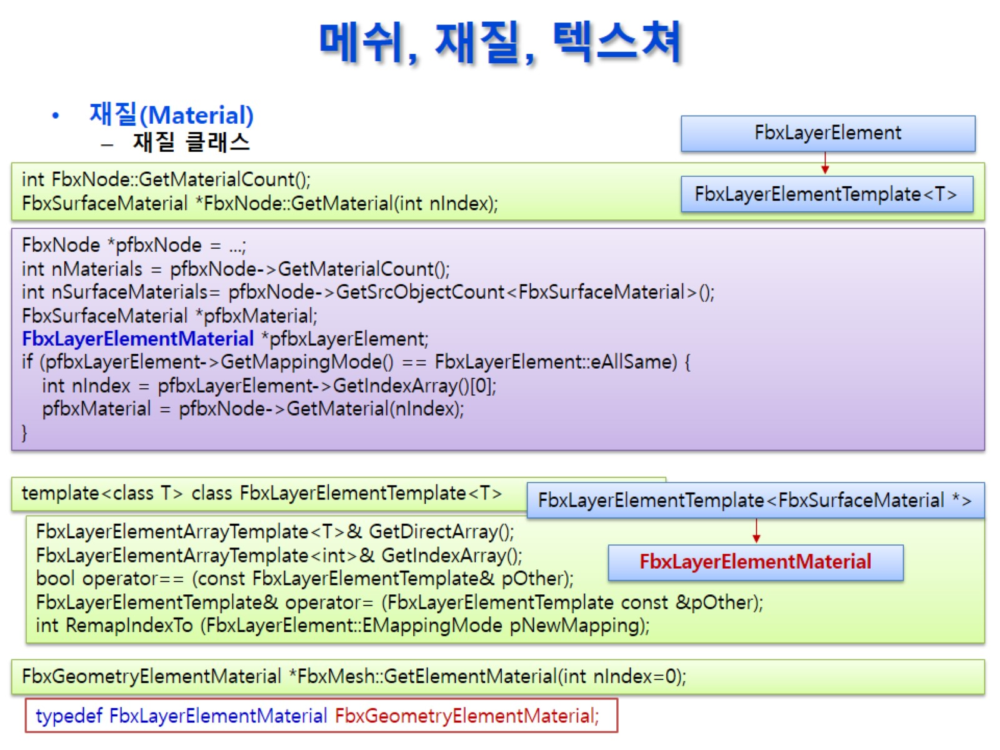 메쉬, 재질, 텍스쳐
• 재질(Material)
– 재질 클래스
FbxLayerElement
int FbxNode::GetMaterialCount();
FbxSurfaceMaterial *FbxNode::GetMaterial(int nIndex);
FbxLayerElementTemplate<T>
FbxNode *pfbxNode = ...;
int nMaterials = pfbxNode->GetMaterialCount();
int nSurfaceMaterials= pfbxNode->GetSrcObjectCount<FbxSurfaceMaterial>();
FbxSurfaceMaterial *pfbxMaterial;
FbxLayerElementMaterial *pfbxLayerElement;
if (pfbxLayerElement->GetMappingMode() == FbxLayerElement::eAllSame) {
int nIndex = pfbxLayerElement->GetIndexArray()[0];
pfbxMaterial = pfbxNode->GetMaterial(nIndex);
}
template<class T> class FbxLayerElementTemplate<T>
FbxLayerElementTemplate<FbxSurfaceMaterial *>
FbxLayerElementArrayTemplate<T>& GetDirectArray();
FbxLayerElementArrayTemplate<int>& GetIndexArray();
FbxLayerElementMaterial
bool operator== (const FbxLayerElementTemplate& pOther);
FbxLayerElementTemplate& operator= (FbxLayerElementTemplate const &pOther);
int RemapIndexTo (FbxLayerElement::EMappingMode pNewMapping);
FbxGeometryElementMaterial *FbxMesh::GetElementMaterial(int nIndex=0);
typedef FbxLayerElementMaterial FbxGeometryElementMaterial;